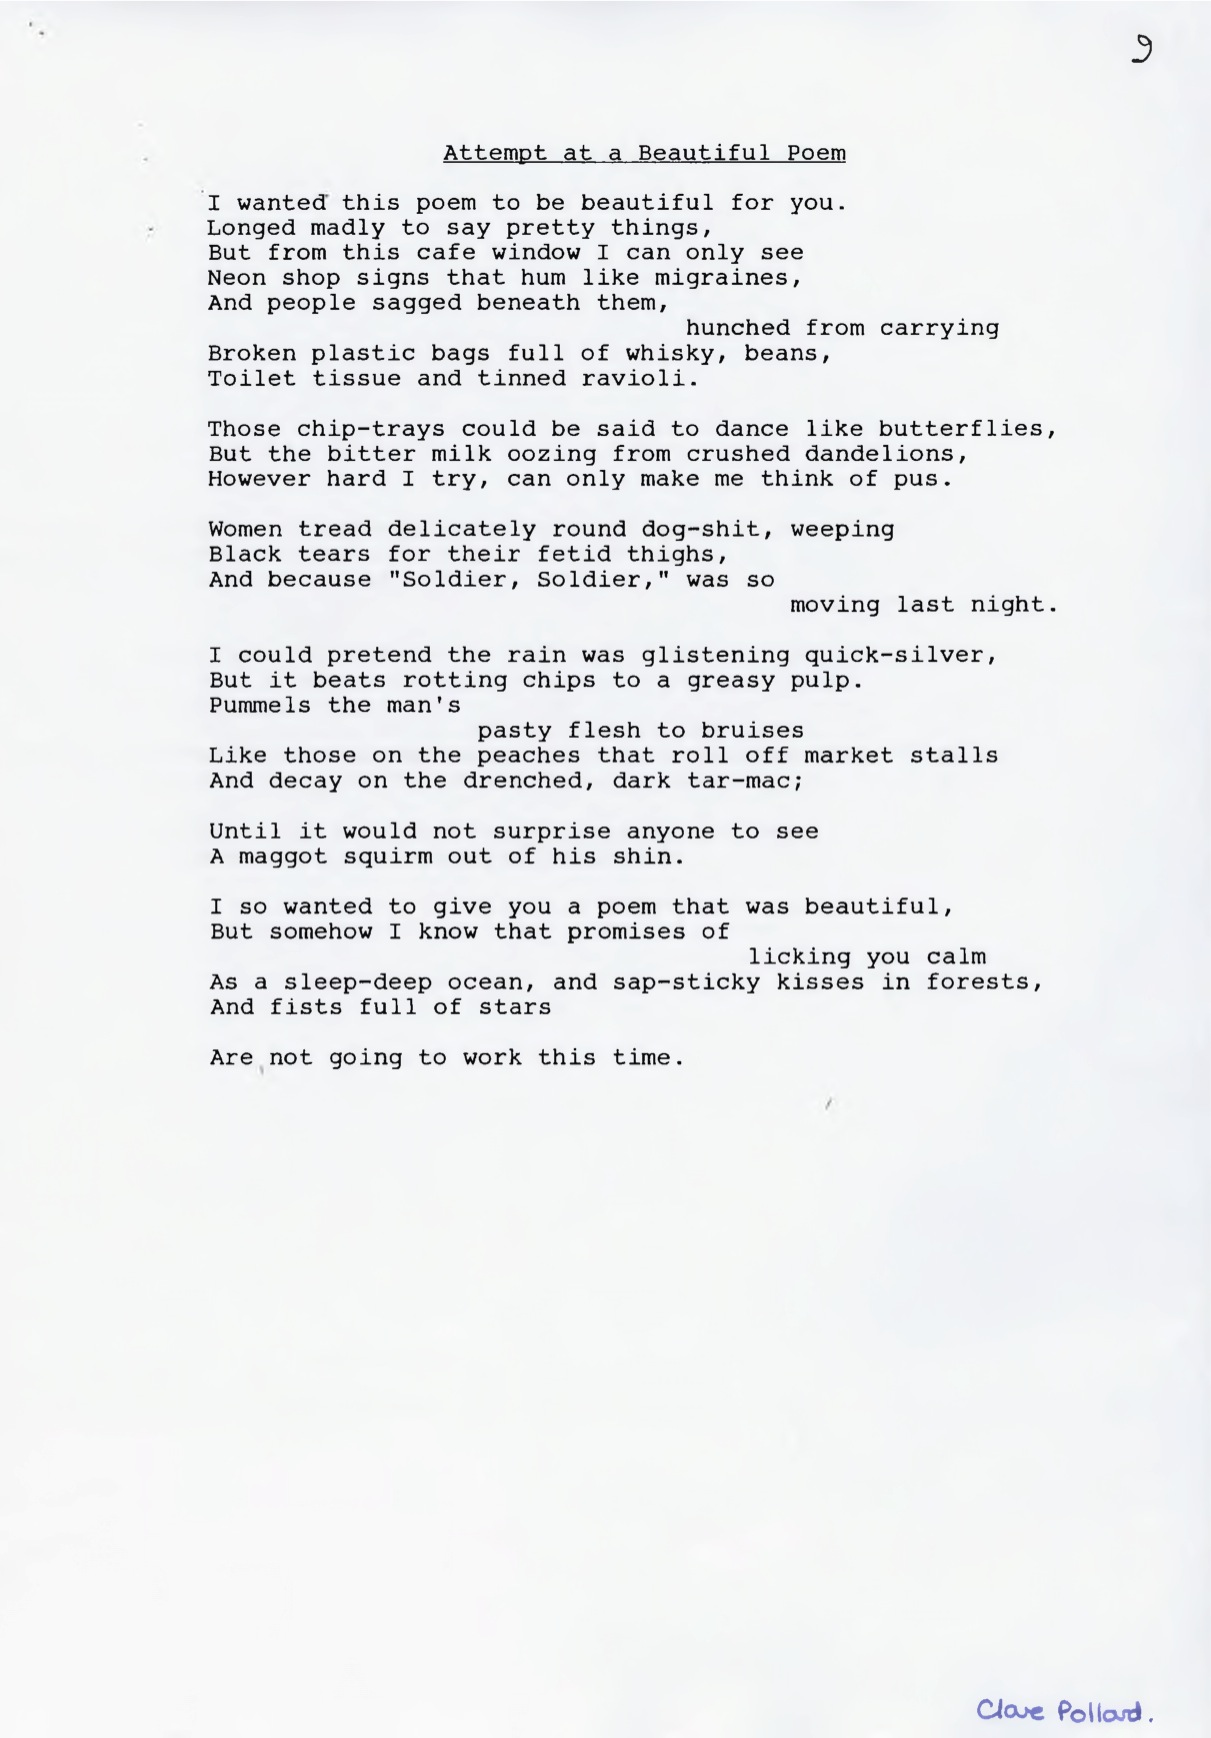 9
Attempt at a Beautiful Poem
I wanted this poem to be beautiful for you.
Longed madly to say pretty things,
But from this cafe window I can only see
Neon shop signs that hum like migraines,
And people sagged beneath them,
hunched from carrying
Broken plastic bags full of whisky, beans,
Toilet tissue and tinned ravioli.
Those chip-trays could be said to dance like butterflies,
But the bitter milk oozing from crushed dandelions,
However hard I try, can only make me think of pus.
Women tread delicately round dog-shit, weeping
Black tears for their fetid thighs,
And because "Soldier, Soldier," was so
moving last night.
I could pretend the rain was glistening quick-silver,
But it beats rotting chips to a greasy pulp.
Pummels the man's
pasty flesh to bruises
Like those on the peaches that roll off market stalls
And decay on the drenched, dark tar-mac;
Until it would not surprise anyone to see
A maggot squirm out of his shin.
I so wanted to give you a poem that was beautiful,
But somehow I know that promises of
licking you calm
As a sleep-deep ocean, and sap-sticky kisses in forests,
And fists full of stars
Are not going to work this time.
Clare Pollard.